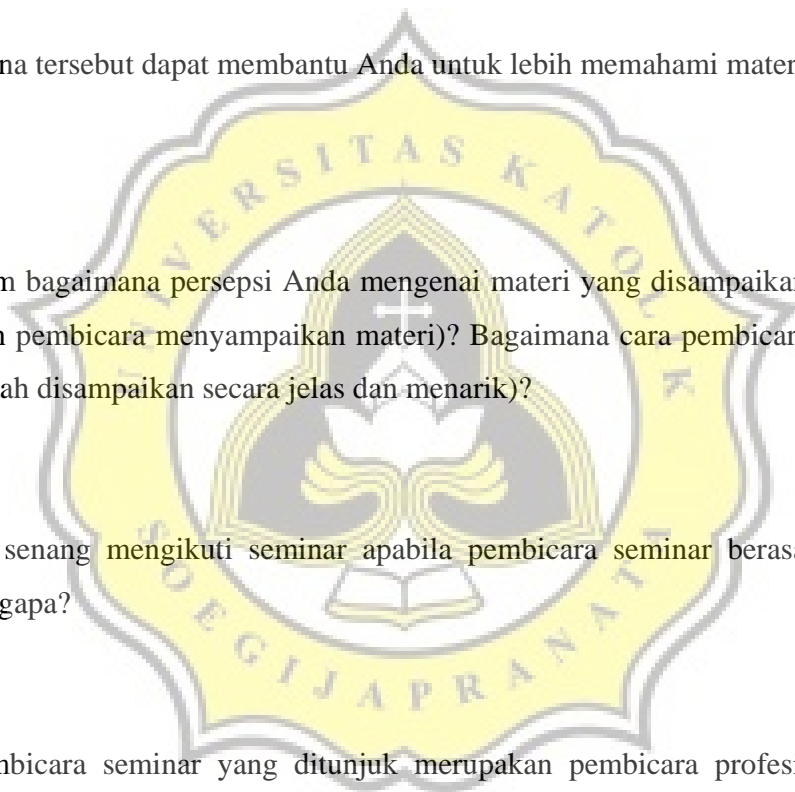 na tersebut dapat membantu Anda untuk lebih memahami mater
UNIVERSITAS KATOLIK
bagaimana persepsi Anda mengenai materi yang disampaikan
pembicara menyampaikan materi)? Bagaimana cara pembicar
ah disampaikan secara jelas dan menarik)?
senang mengikuti seminar apabila pembicara seminar beras
gapa?
SOEGIJAPRANATA
mbicara seminar yang ditunjuk merupakan pembicara profes